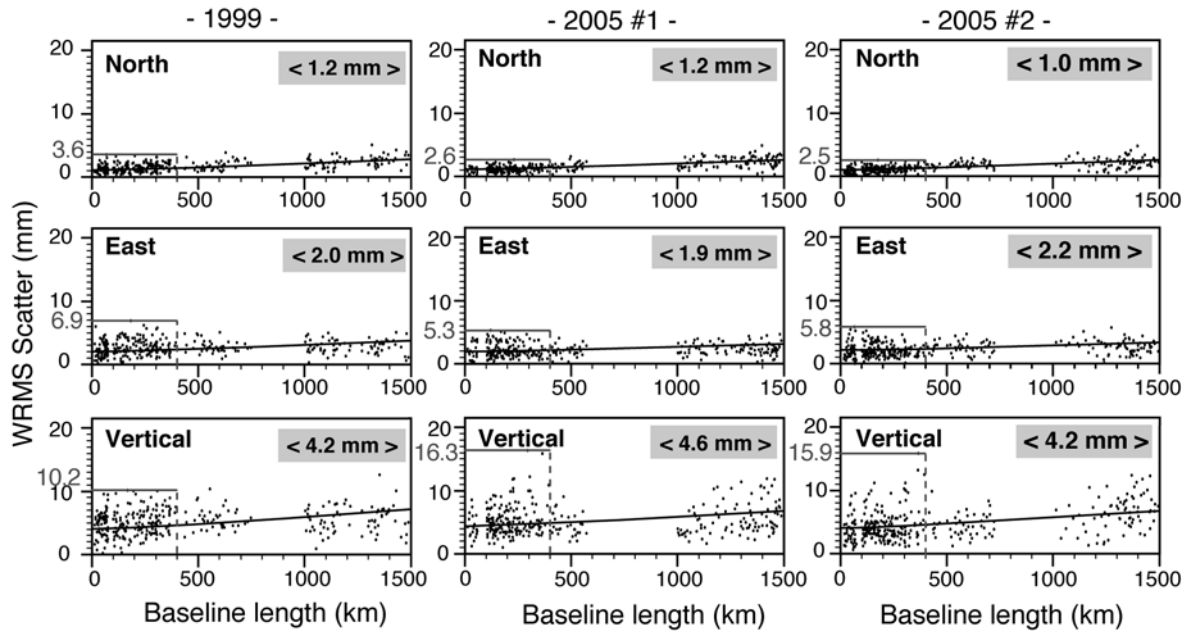 - 1999 - - 2005 #1 - - 2005 #2 -
WRMS Scatter (mm)
20 North < 1.2 mm > 20 North < 1.2 mm > 20 North < 1.0 mm >
10 10 10
3.6 2.6 2.5
0 0 0
0 500 1000 1500 0 500 1000 1500 0 500 1000 1500
20 East < 2.0 mm > 20 East < 1.9 mm > 20 East < 2.2 mm >
10 10 10
6.9 5.3 5.8
0 0 0
0 500 1000 1500 0 500 1000 1500 0 500 1000 1500
20 Vertical < 4.2 mm > 20 Vertical < 4.6 mm > 20 Vertical < 4.2 mm >
10.2 16.3 15.9
10 10 10
0 0 0
0 500 1000 1500 0 500 1000 1500 0 500 1000 1500
Baseline length (km) Baseline length (km) Baseline length (km)